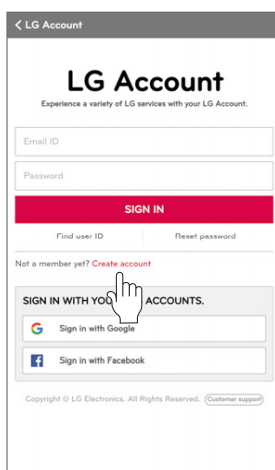 LG Account
LG Account
Experience a variety of LG services with your LG Account.
Email ID
Password
SIGN IN
Find user ID Reset password
Not a member yet? Create account
SIGN IN WITH YOU ACCOUNTS.
Sign in with Google
Sign in with Facebook
Copyright © LG Electronics. All Rights Reserved. Customer support